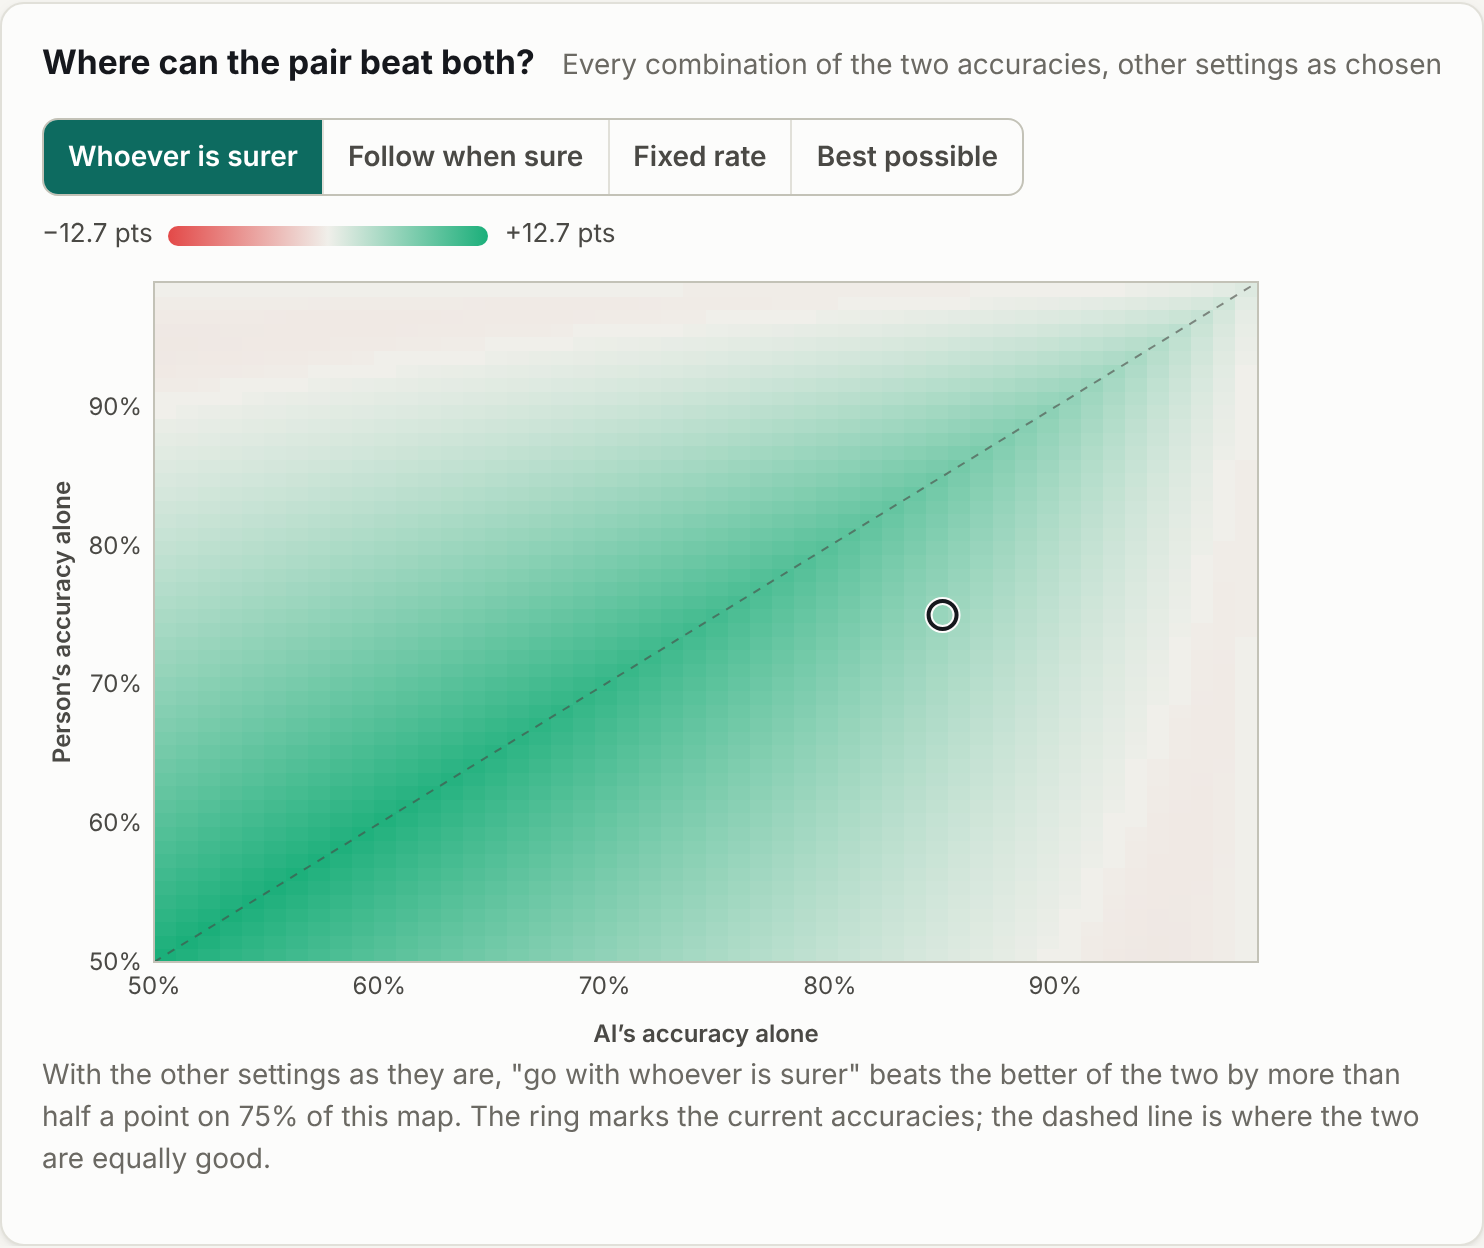 Where can the pair beat both? Every combination of the two accuracies, other settings as chosen
Whoever is surer Follow when sure Fixed rate Best possible
−12.7 pts +12.7 pts
90%
80%
70%
60%
50%
Person's accuracy alone
50% 60% 70% 80% 90%
AI’s accuracy alone
With the other settings as they are, "go with whoever is surer" beats the better of the two by more than
half a point on 75% of this map. The ring marks the current accuracies; the dashed line is where the two
are equally good.